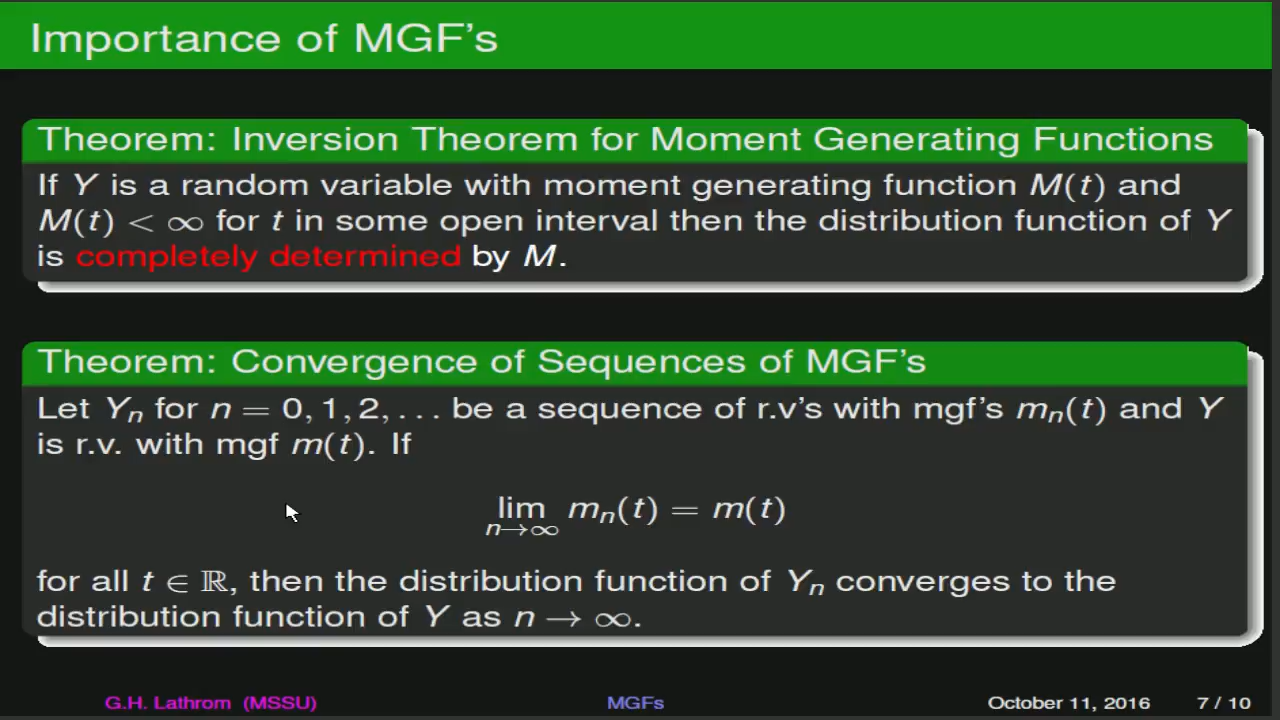 Importance of MGF's
Theorem: Inversion Theorem for Moment Generating Functions
If Y is a random variable with moment generating function M(t) and
M(t) < ∞ for t in some open interval then the distribution function of Y
is completely determined by M.
Theorem: Convergence of Sequences of MGF's
Let Yₙ for n = 0, 1, 2, . . . be a sequence of r.v's with mgf's mₙ(t) and Y
is r.v. with mgf m(t). If
lim mₙ(t) = m(t)
n→∞
for all t ∈ ℝ, then the distribution function of Yₙ converges to the
distribution function of Y as n → ∞.
G.H. Lathrom (MSSU) MGFs October 11, 2016 7 / 10